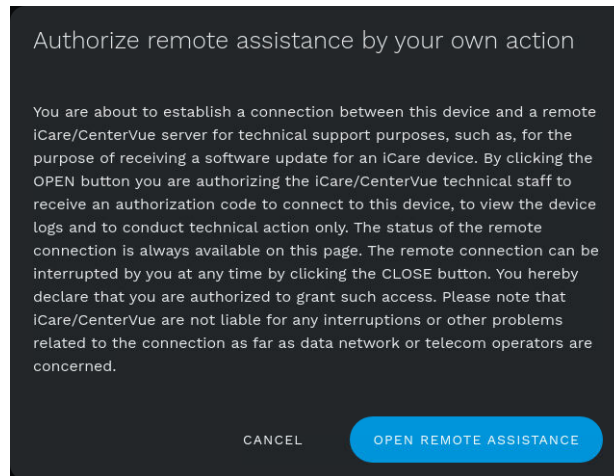 Authorize remote assistance by your own action
You are about to establish a connection between this device and a remote
iCare/CenterVue server for technical support purposes, such as, for the
purpose of receiving a software update for an iCare device. By clicking the
OPEN button you are authorizing the iCare/CenterVue technical staff to
receive an authorization code to connect to this device, to view the device
logs and to conduct technical action only. The status of the remote
connection is always available on this page. The remote connection can be
interrupted by you at any time by clicking the CLOSE button. You hereby
declare that you are authorized to grant such access. Please note that
iCare/CenterVue are not liable for any interruptions or other problems
related to the connection as far as data network or telecom operators are
concerned.
CANCEL OPEN REMOTE ASSISTANCE